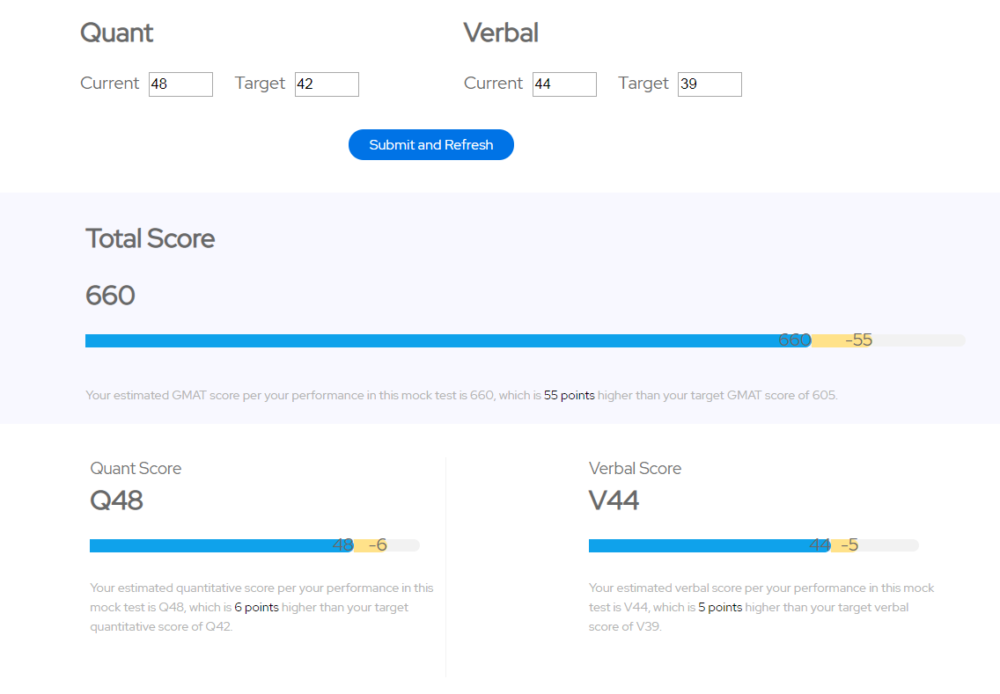 Quant
Verbal
Current 48 Target 42
Current 44 Target 39
Submit and Refresh
Total Score
660
660 -55
Your estimated GMAT score per your performance in this mock test is 660, which is 55 points higher than your target GMAT score of 605.
Quant Score
Q48
48 -6
Your estimated quantitative score per your performance in this
mock test is Q48, which is 6 points higher than your target
quantitative score of Q42.
Verbal Score
V44
44 -5
Your estimated verbal score per your performance in this mock
test is V44, which is 5 points higher than your target verbal
score of V39.